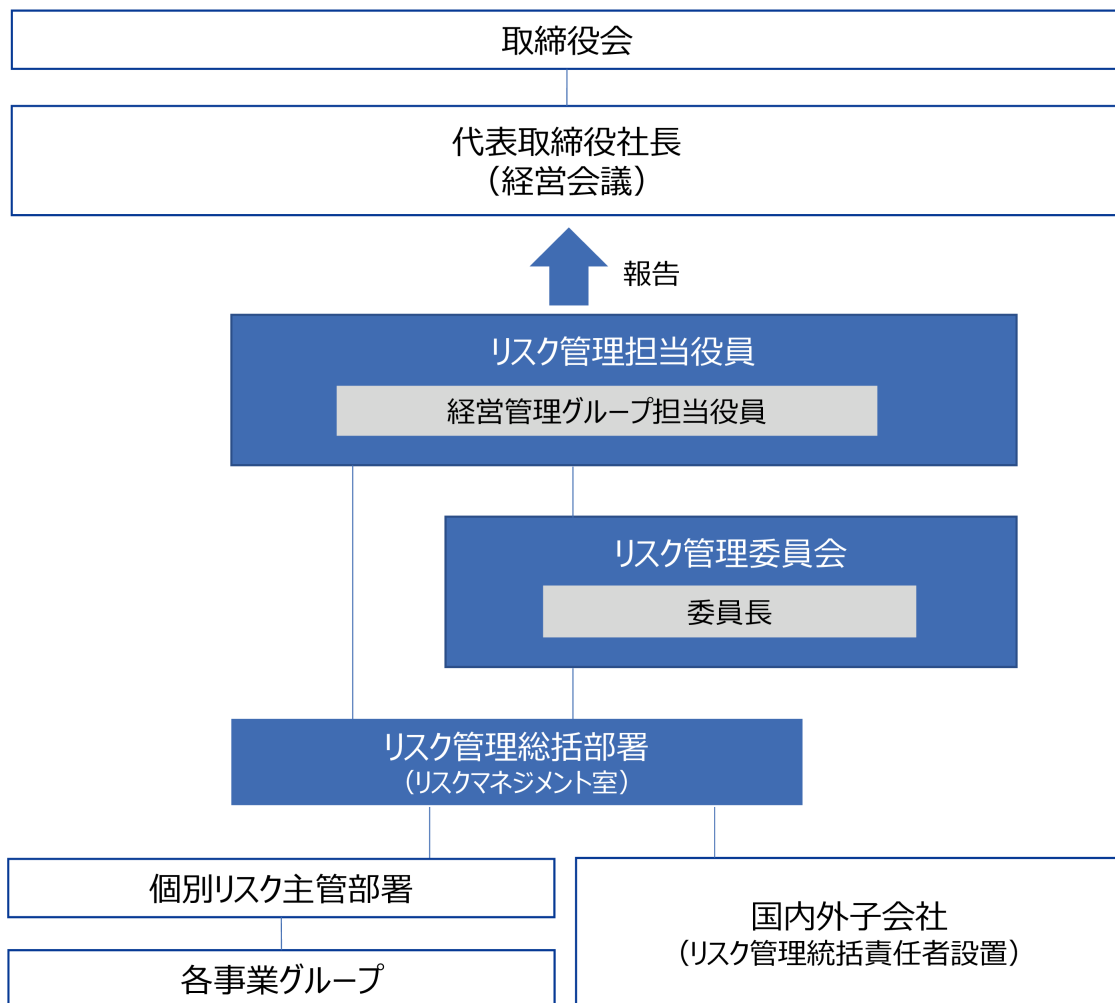 取締役会
代表取締役社長
（経営会議）
報告
リスク管理担当役員
経営管理グループ担当役員
リスク管理委員会
委員長
リスク管理総括部署
（リスクマネジメント室）
個別リスク主管部署
各事業グループ
国内外子会社
（リスク管理統括責任者設置）